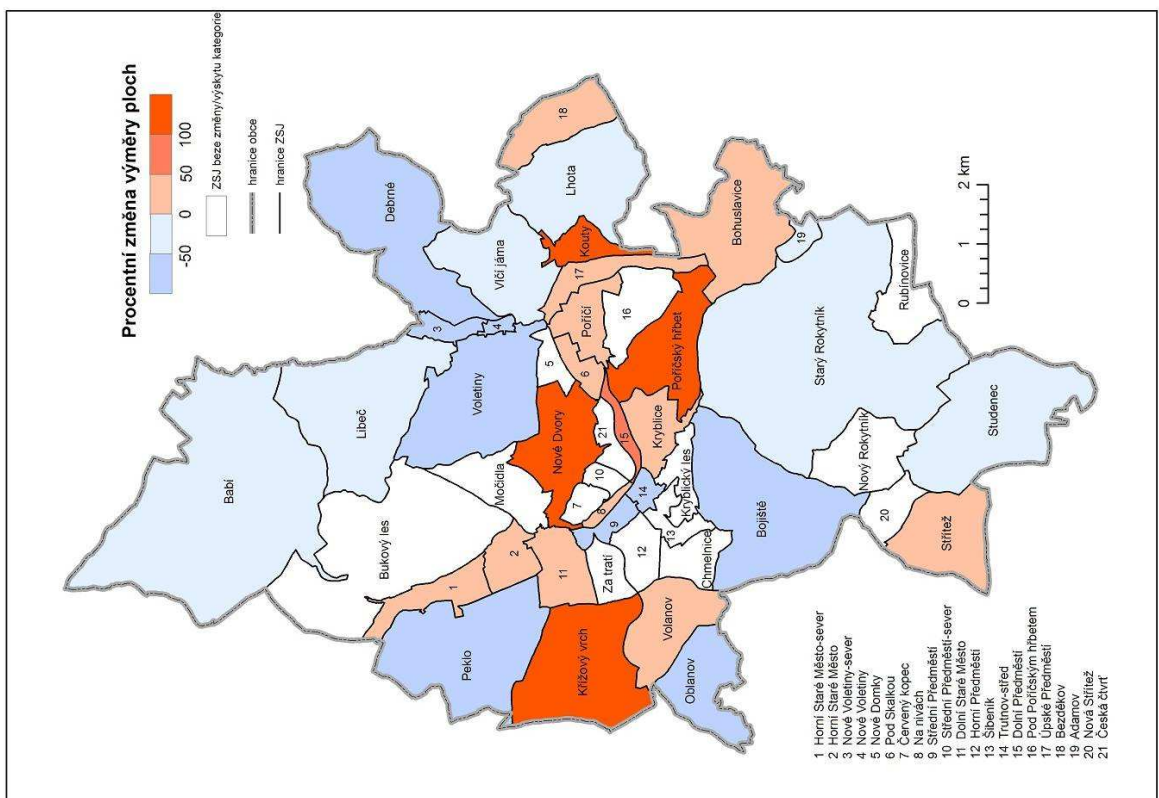 Procentní změna výměry ploch
-50
0
50
100
ZSJ beze změny/výskytu kategorie
hranice obce
hranice ZSJ
Babí
Debrné
18
Lhota
Libeč
Vlčí jáma
3
4
Bukový les
Voletiny
Kouty
17
Bohuslavice
Močidla
5
Poříčí
16
19
6
Nové Dvory
Poříčský hřbet
21
15
10
Kryblice
Starý Rokytník
Rubínovice
7
8
14
9
2
1
11
Kryblický les
13
12
Za tratí
Chmelnice
Bojiště
Nový Rokytník
Studenec
20
Střítež
Peklo
Křížový vrch
Volanov
Oblanov
0 1 2 km
1 Horní Staré Město-sever
2 Horní Staré Město
3 Nové Voletiny-sever
4 Nové Voletiny
5 Nové Domky
6 Pod Skalkou
7 Červený kopec
8 Na nivách
9 Střední Předměstí
10 Střední Předměstí-sever
11 Dolní Staré Město
12 Horní Předměstí
13 Šibeník
14 Trutnov-střed
15 Dolní Předměstí
16 Pod Poříčským hřbetem
17 Úpské Předměstí
18 Bezděkov
19 Adamov
20 Nová Střítež
21 Česká čtvrť